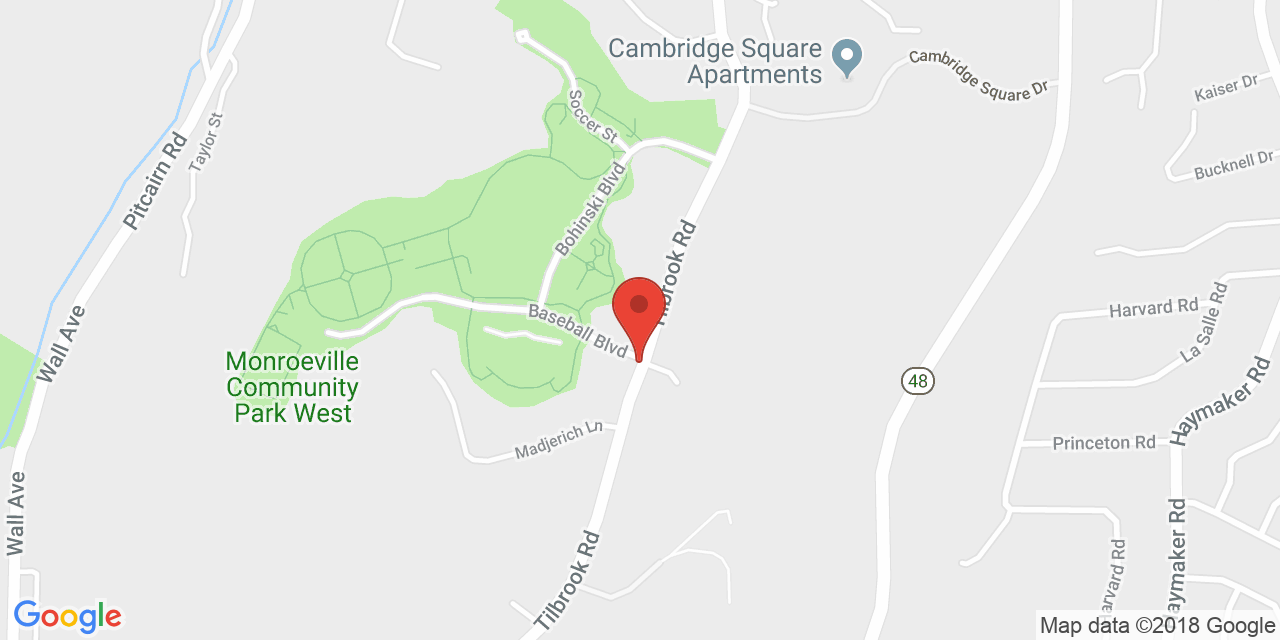 Cambridge Square
Apartments
Cambridge Square Dr
Kaiser Dr
Bucknell Dr
Soccer St
Taylor St
Pitcairn Rd
Bohinski Blvd
Tilbrook Rd
Wall Ave
Baseball Blvd
Harvard Rd
La Salle Rd
Monroeville
Community
Park West
48
Haymaker Rd
Madjerich Ln
Princeton Rd
Wall Ave
Tilbrook Rd
Harvard Rd
Haymaker Rd
Google
Map data ©2018 Google